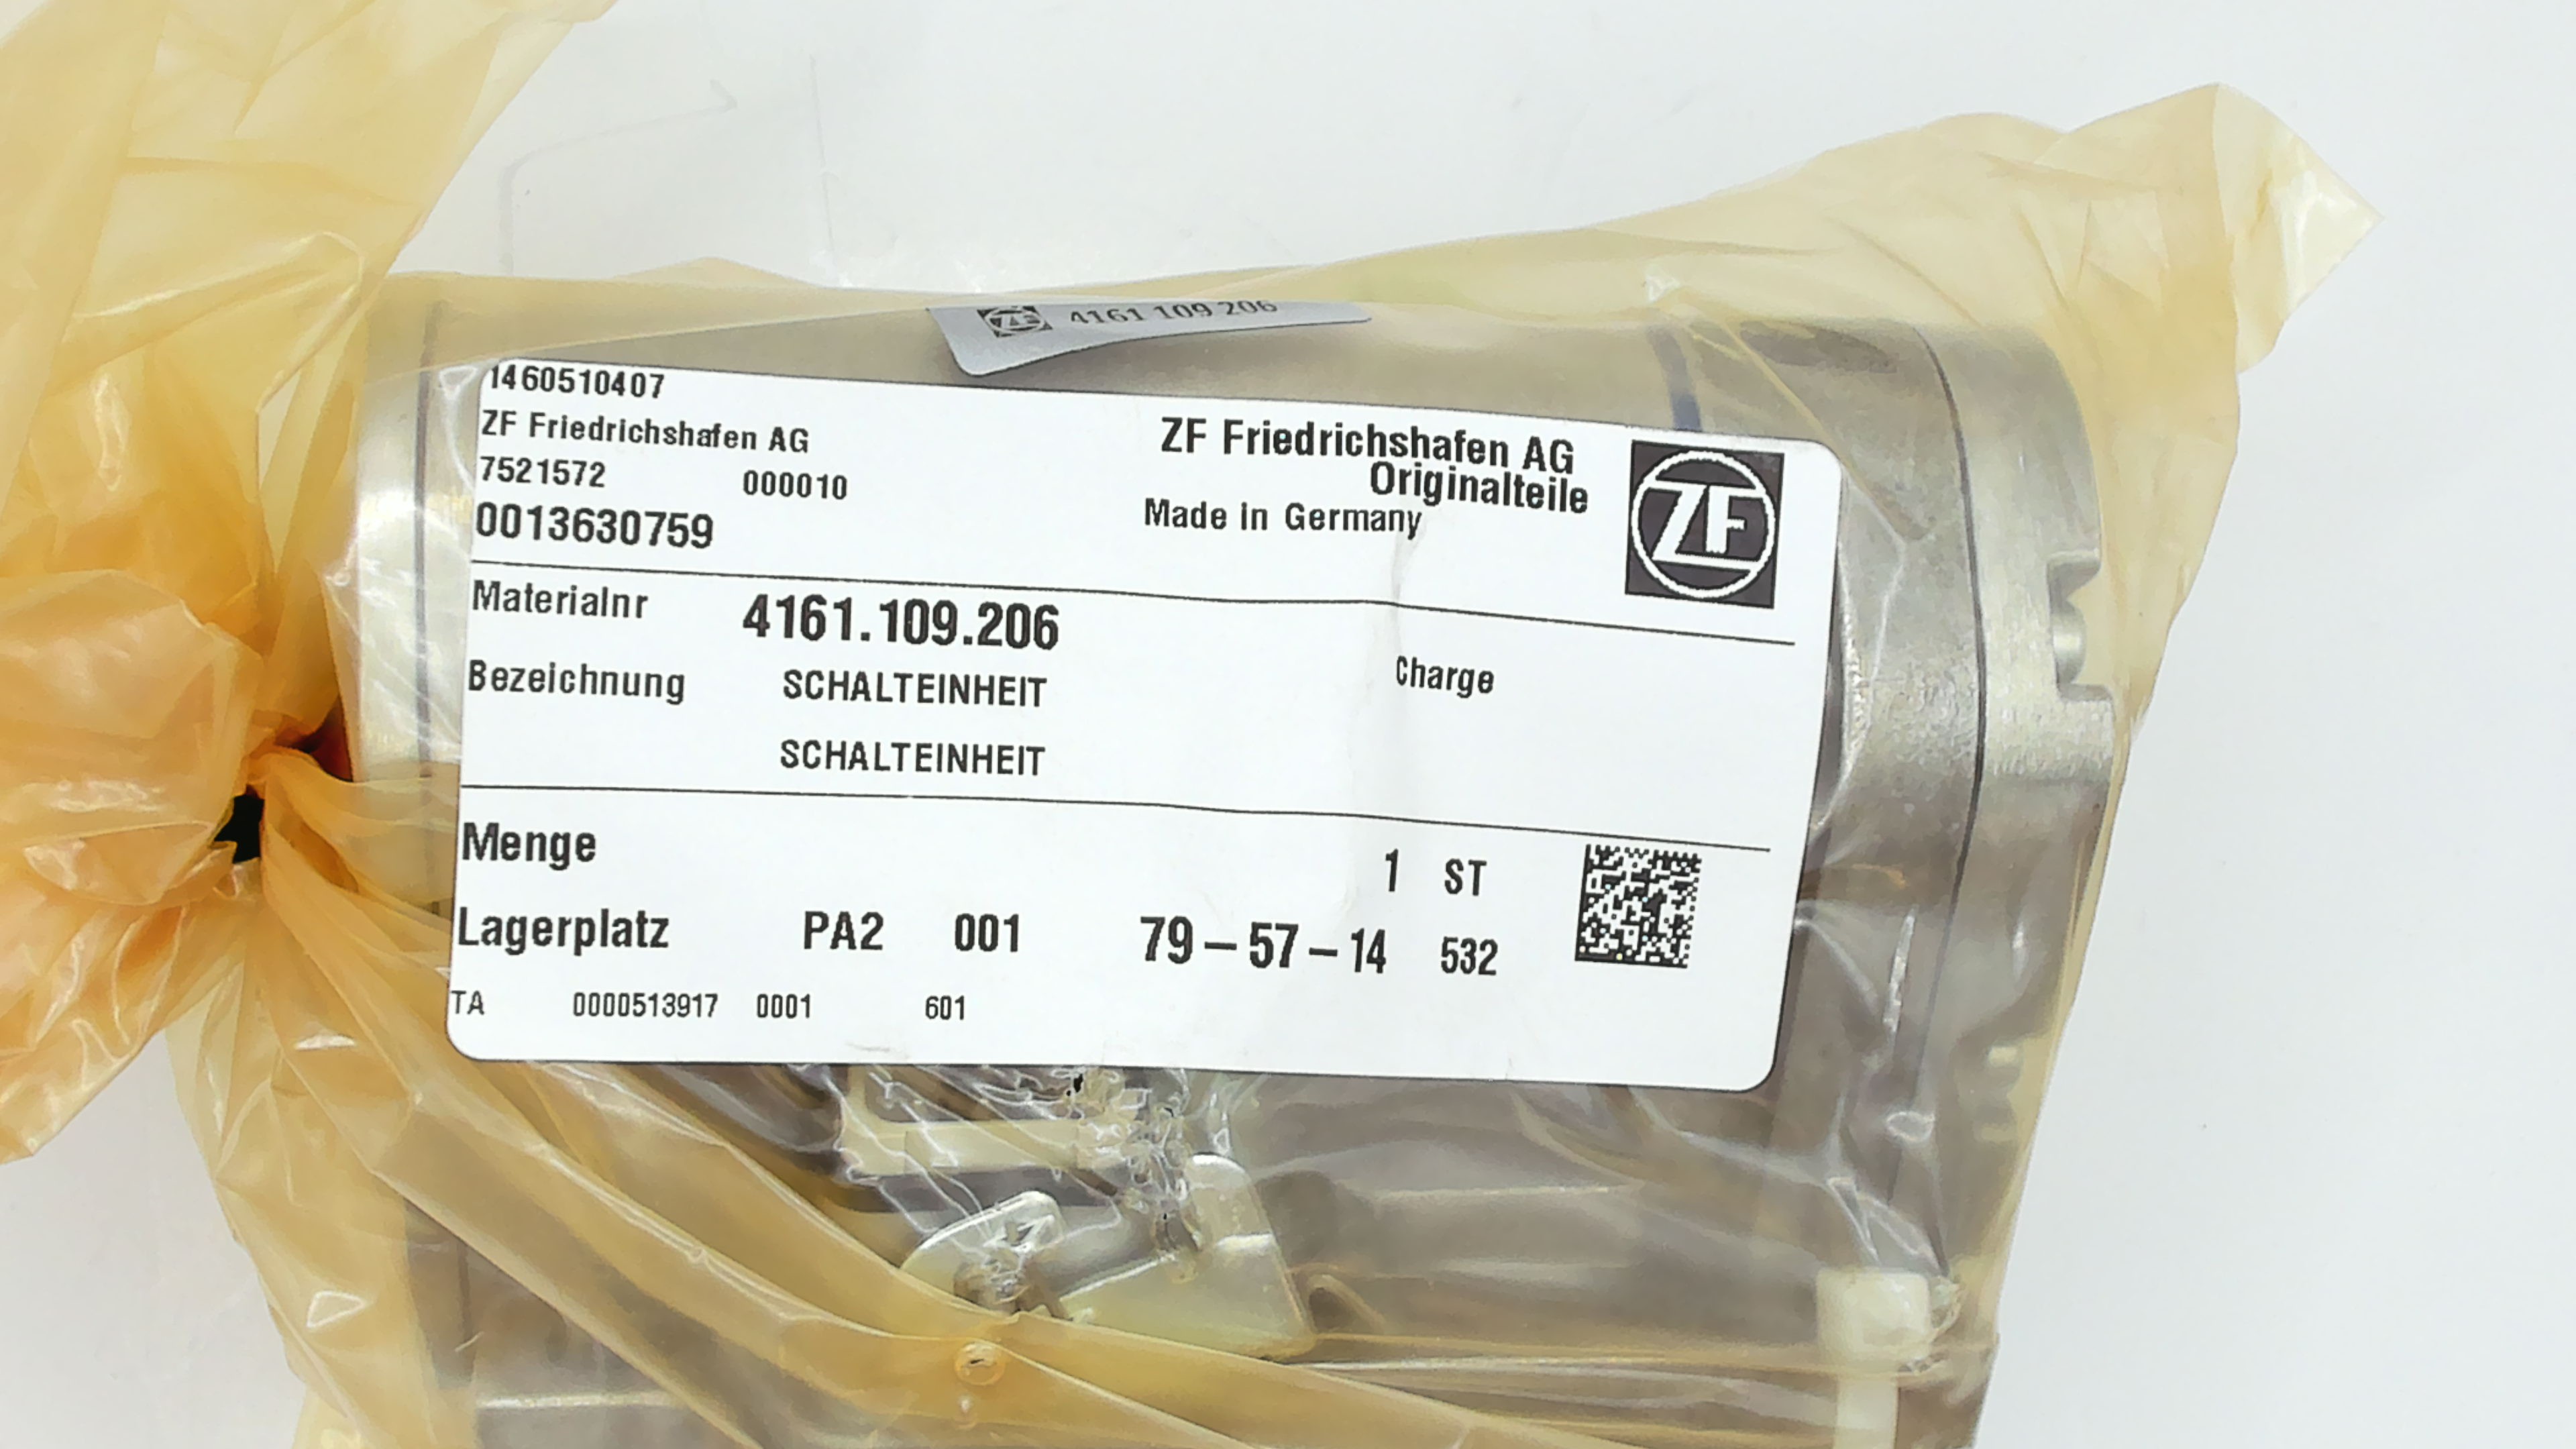 ZF 4161 109 206
1460510407
ZF Friedrichshafen AG
7521572 000010
0013630759
ZF Friedrichshafen AG
Originalteile
Made in Germany
ZF
Materialnr 4161.109.206
Bezeichnung SCHALTEINHEIT
Charge
SCHALTEINHEIT
Menge 1 ST
Lagerplatz PA2 001 79-57-14 532
TA 0000513917 0001 601